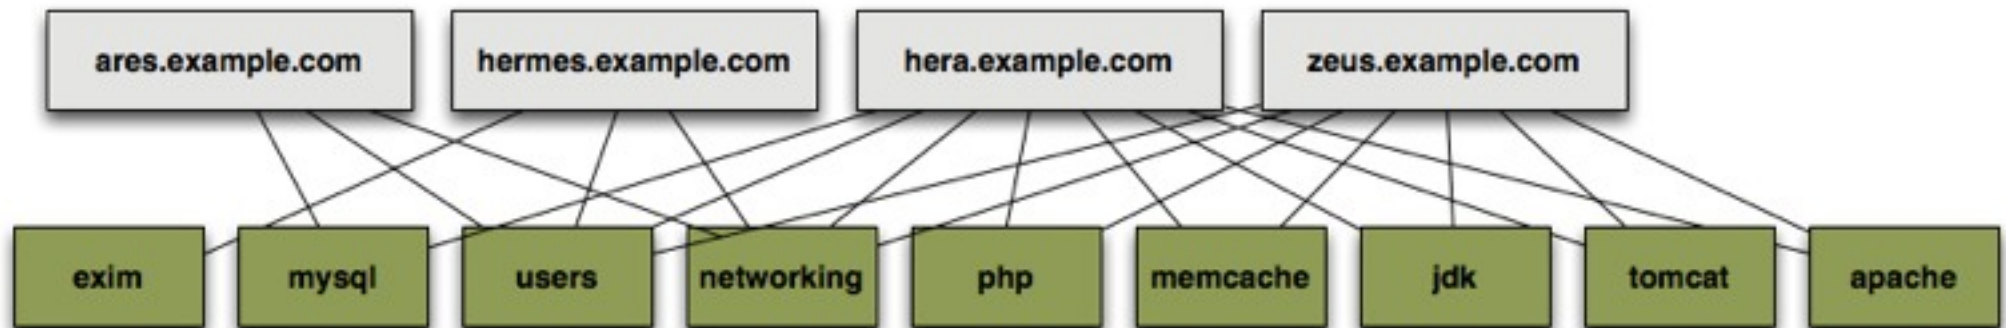 ares.example.com
hermes.example.com
hera.example.com
zeus.example.com
exim
mysql
users
networking
php
memcache
jdk
tomcat
apache